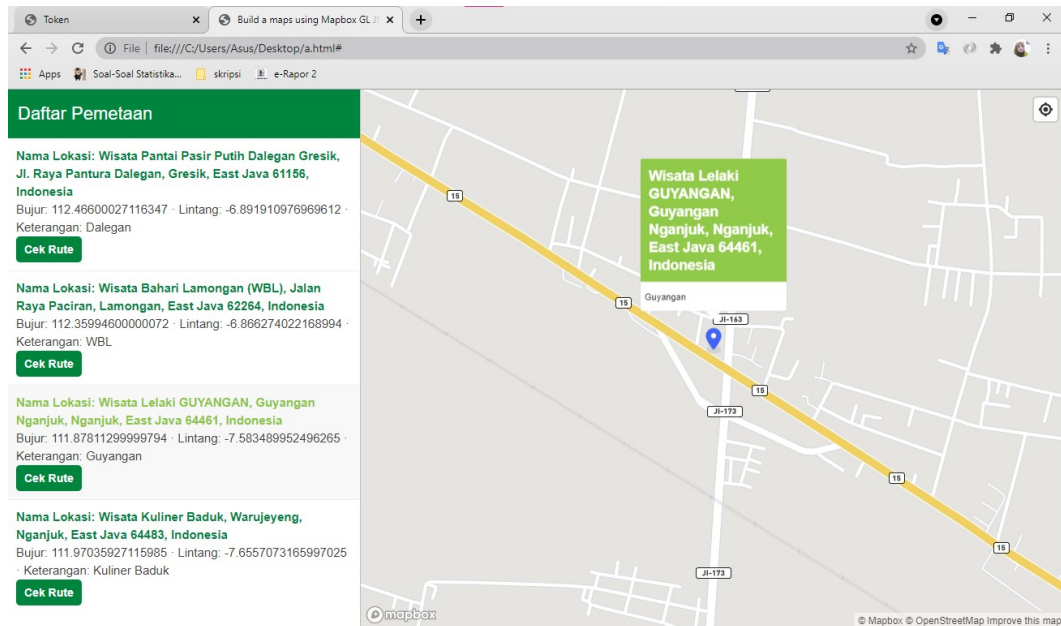 Token
Build a maps using Mapbox GL JS
File | file:///C:/Users/Asus/Desktop/a.html#
Apps
Soal-Soal Statistika...
skripsi
e-Rapor 2
Daftar Pemetaan
Nama Lokasi: Wisata Pantai Pasir Putih Dalegan Gresik,
Jl. Raya Pantura Dalegan, Gresik, East Java 61156,
Indonesia
Bujur: 112.46600027116347 · Lintang: -6.891910976969612 ·
Keterangan: Dalegan
Cek Rute
Nama Lokasi: Wisata Bahari Lamongan (WBL), Jalan
Raya Paciran, Lamongan, East Java 62264, Indonesia
Bujur: 112.35994600000072 · Lintang: -6.866274022168994 ·
Keterangan: WBL
Cek Rute
Nama Lokasi: Wisata Lelaki GUYANGAN, Guyangan
Nganjuk, Nganjuk, East Java 64461, Indonesia
Bujur: 111.87811299999794 · Lintang: -7.583489952496265 ·
Keterangan: Guyangan
Cek Rute
Nama Lokasi: Wisata Kuliner Baduk, Warujeyeng,
Nganjuk, East Java 64483, Indonesia
Bujur: 111.97035927115985 · Lintang: -7.6557073165997025
· Keterangan: Kuliner Baduk
Cek Rute
15
Wisata Lelaki
GUYANGAN,
Guyangan
Nganjuk, Nganjuk,
East Java 64461,
Indonesia
Guyangan
15
JI-163
15
JI-173
15
15
JI-173
mapbox
© Mapbox © OpenStreetMap Improve this map